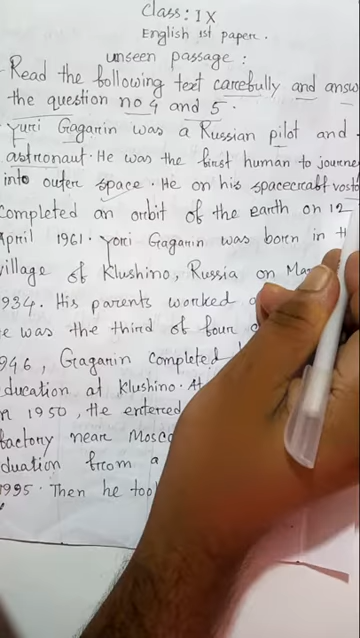 Class: IX
English 1st paper.
unseen passage:
Read the following text carefully and answ
the question no 4 and 5.
Yuri Gagarin was a Russian pilot and
astronaut. He was the first human to journe
into outer space. He on his spacecraft vosto
completed an orbit of the earth on 12
April 1961. Yuri Gagarin was born in th
village of Klushino, Russia on Ma
934. His parents worked
e was the third of four
946, Gagarin completed
ducation at Klushino. At
n 1950, He entered
factory near Mosco
duation from a
1995. Then he too